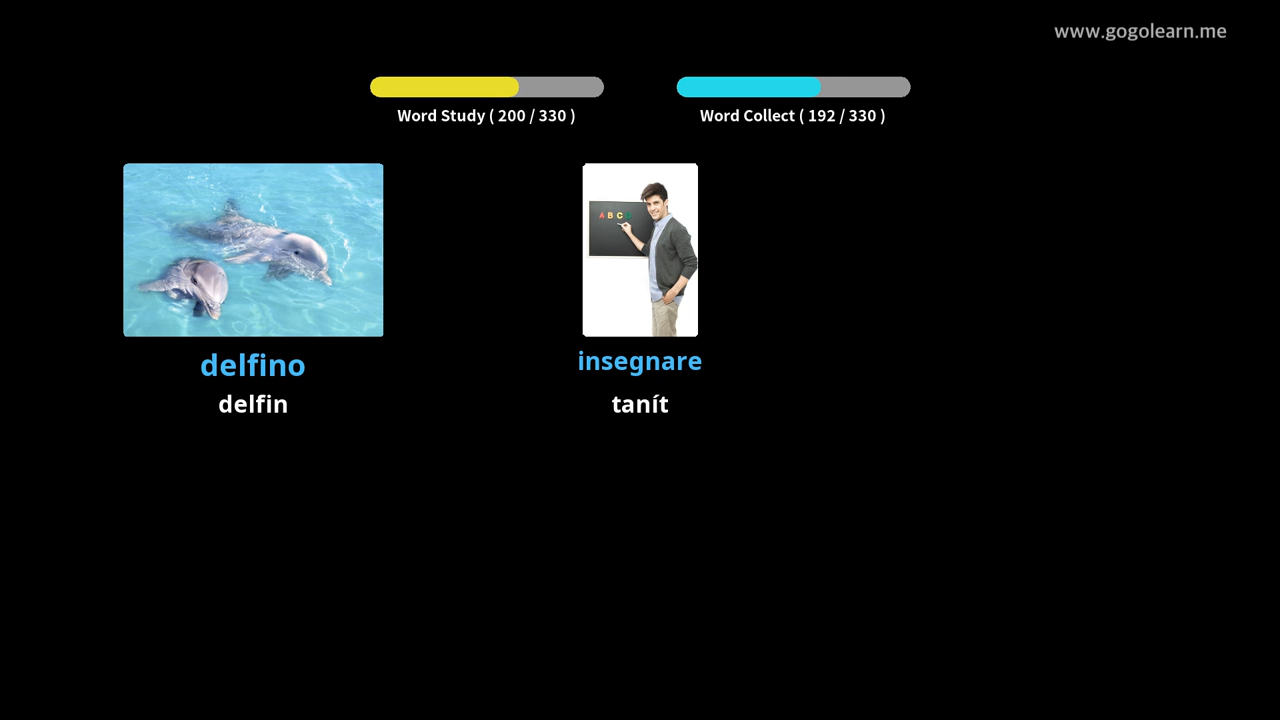 www.gogolearn.me
Word Study ( 200 / 330 )
Word Collect ( 192 / 330 )
A B C D
delfino
delfin
insegnare
tanít